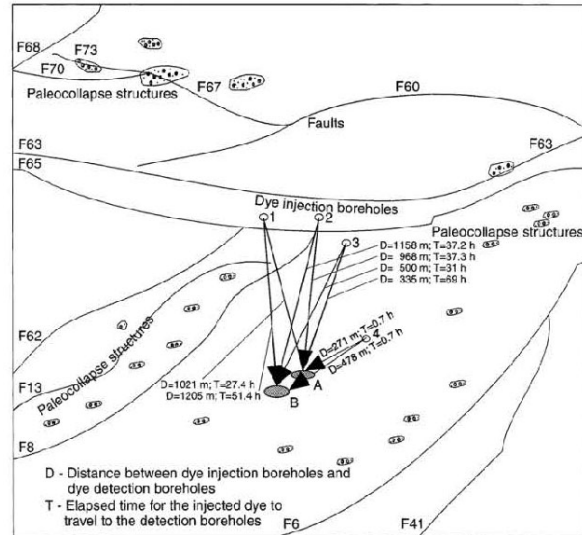 F68
F73
F70
Paleocollapse structures
F67
F60
Faults
F63
F63
F65
Dye injection boreholes
1
2
3
Paleocollapse structures
D=1158 m; T=37.2 h
D= 968 m; T=37.3 h
D= 500 m; T=31 h
D= 335 m; T=69 h
F62
Paleocollapse structures
D=271 m; T=0.7 h
4
D=478 m; T=0.7 h
F13
A
D=1021 m; T=27.4 h
D=1205 m; T=51.4 h
B
F8
D - Distance between dye injection boreholes and
dye detection boreholes
T - Elapsed time for the injected dye to
travel to the detection boreholes
F6
F41